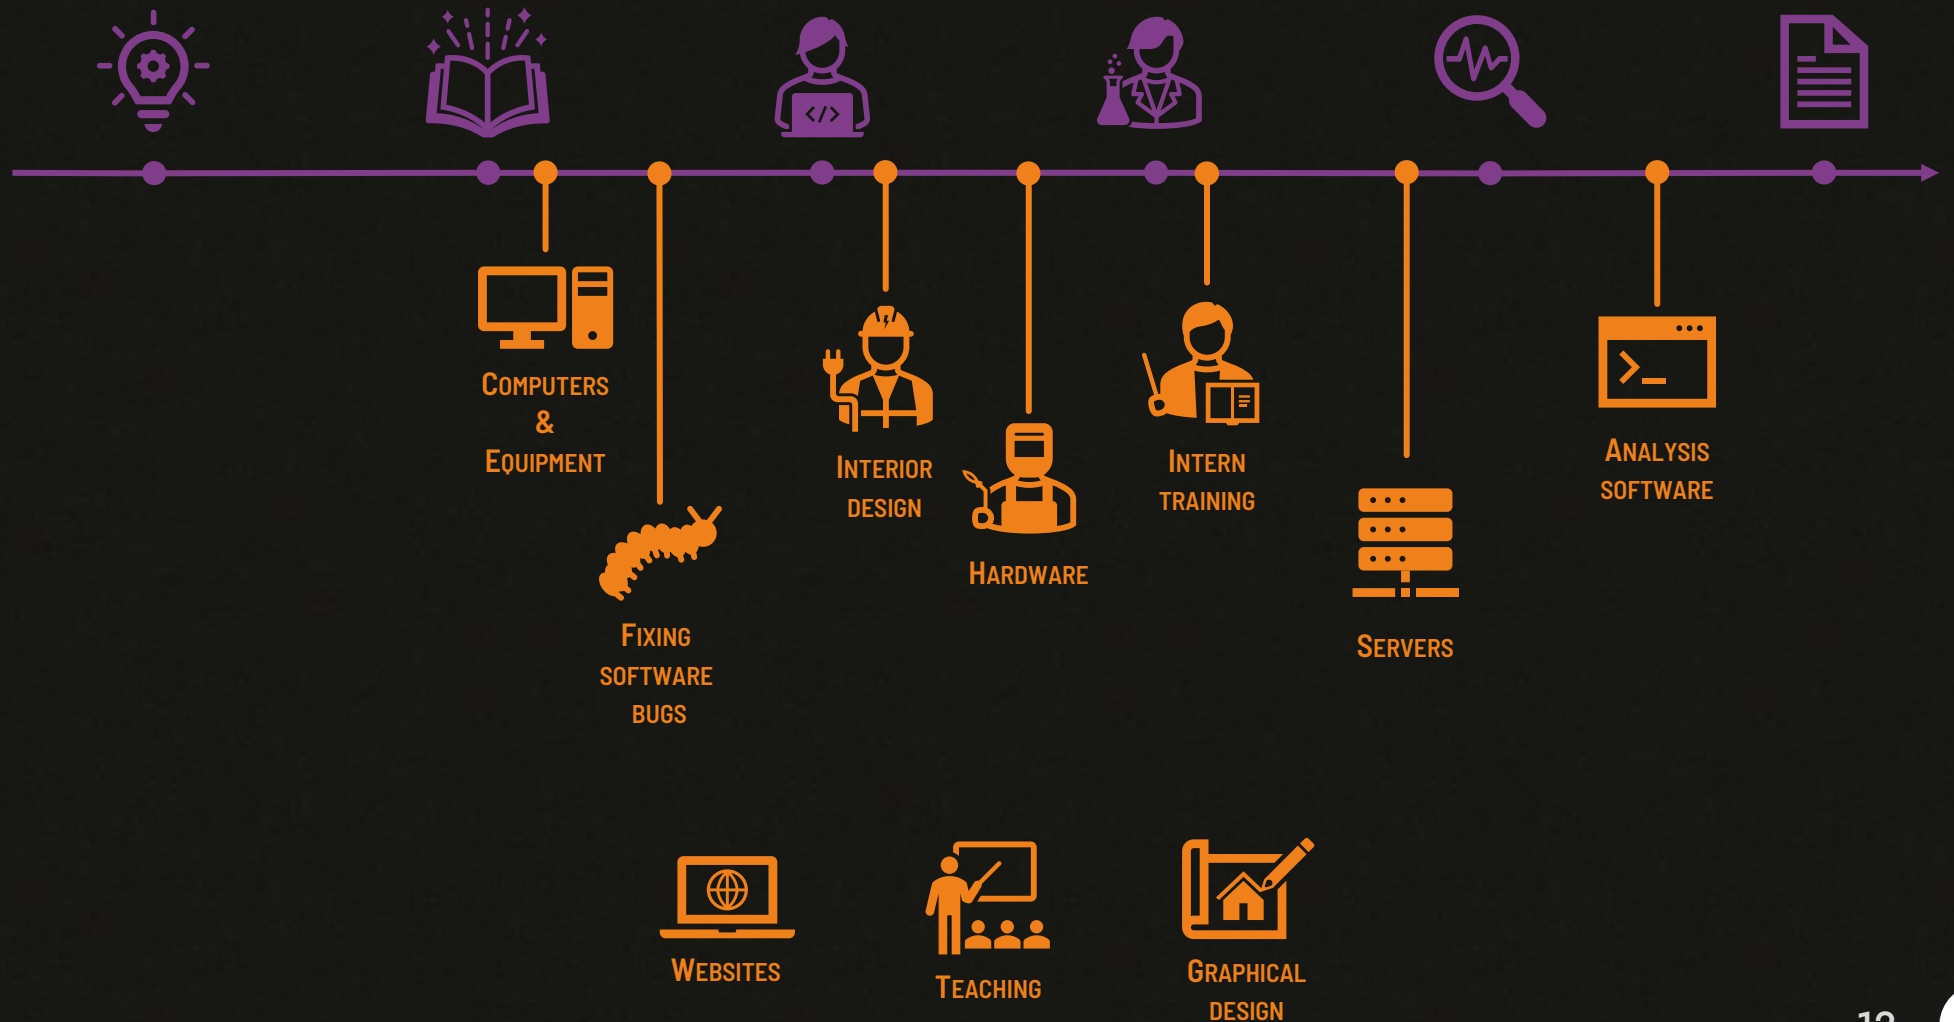 </>
Computers
&
Equipment
Fixing
software
bugs
Interior
design
Hardware
Intern
training
Servers
Analysis
software
Websites
Teaching
Graphical
design